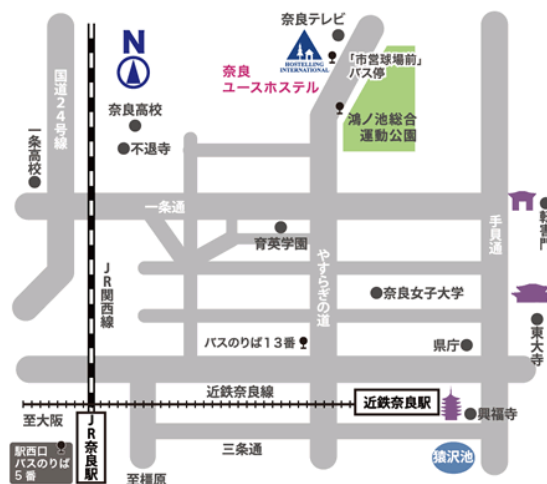 奈良テレビ
N
HOSTELLING
INTERNATIONAL
「市営球場前」
バス停
奈良
ユースホステル
国道24号線
奈良高校
鴻ノ池総合
運動公園
一条高校
不退寺
一条通
手貝通
転害門
育英学園
やすらぎの道
JR関西線
奈良女子大学
東大寺
バスのりば13番
県庁
近鉄奈良線
近鉄奈良駅
至大阪
JR奈良駅
興福寺
駅西口
バスのりば
5番
三条通
猿沢池
至橿原